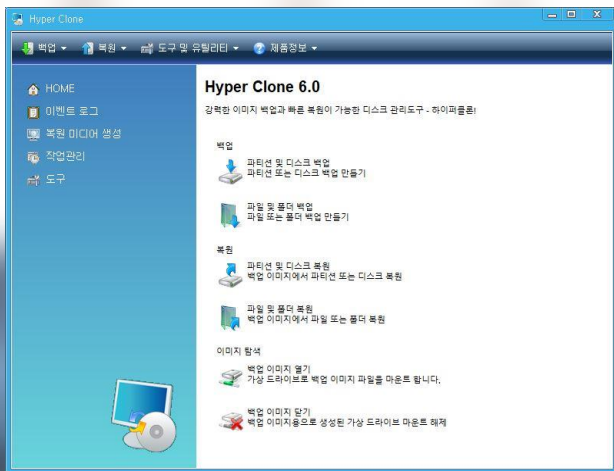 Hyper Clone
백업 복원 도구 및 유틸리티 제품정보
HOME
이벤트 로그
복원 미디어 생성
작업관리
도구
Hyper Clone 6.0
강력한 이미지 백업과 빠른 복원이 가능한 디스크 관리도구 - 하이퍼클론!
백업
파티션 및 디스크 백업
파티션 또는 디스크 백업 만들기
파일 및 폴더 백업
파일 또는 폴더 백업 만들기
복원
파티션 및 디스크 복원
백업 이미지에서 파티션 또는 디스크 복원
파일 및 폴더 복원
백업 이미지에서 파일 또는 폴더 복원
이미지 탐색
백업 이미지 열기
가상 드라이브로 백업 이미지 파일을 마운트 합니다.
백업 이미지 닫기
백업 이미지용으로 생성된 가상 드라이브 마운트 해제